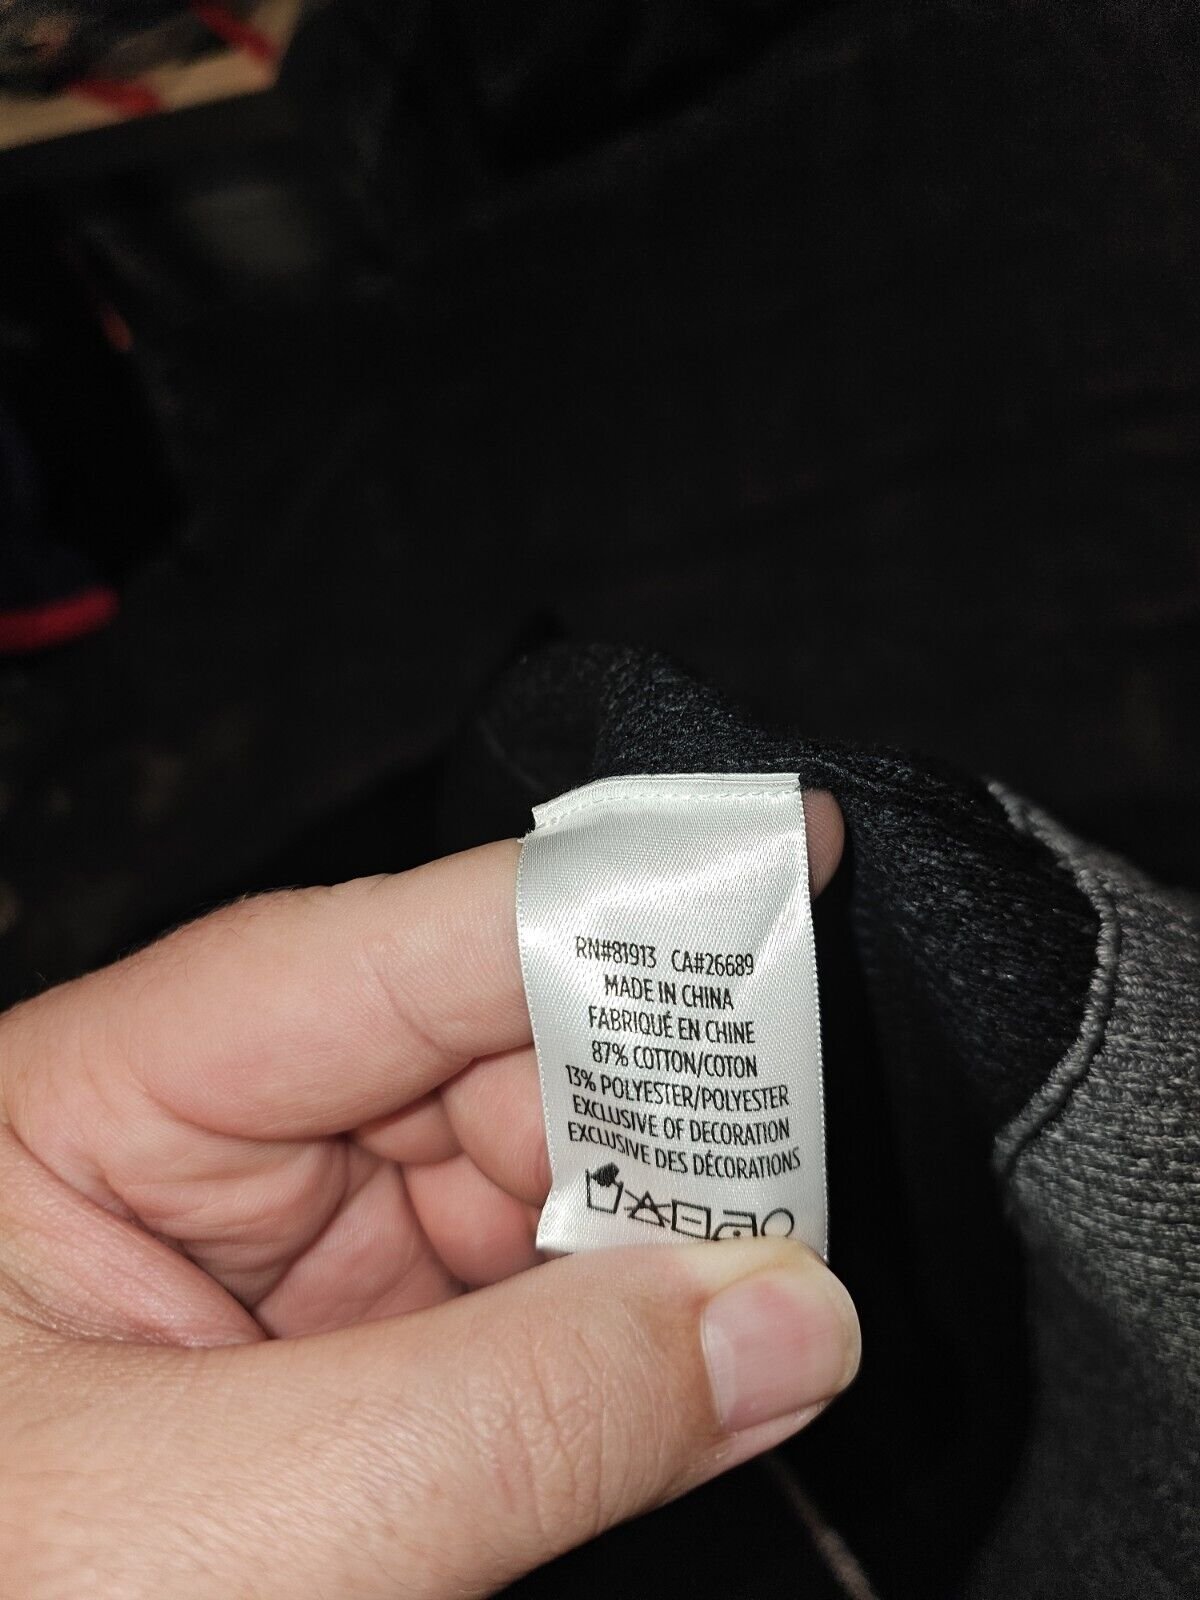 RN#81913 CA#26689
MADE IN CHINA
FABRIQUÉ EN CHINE
87% COTTON/COTON
13% POLYESTER/POLYESTER
EXCLUSIVE OF DECORATION
EXCLUSIVE DES DÉCORATIONS